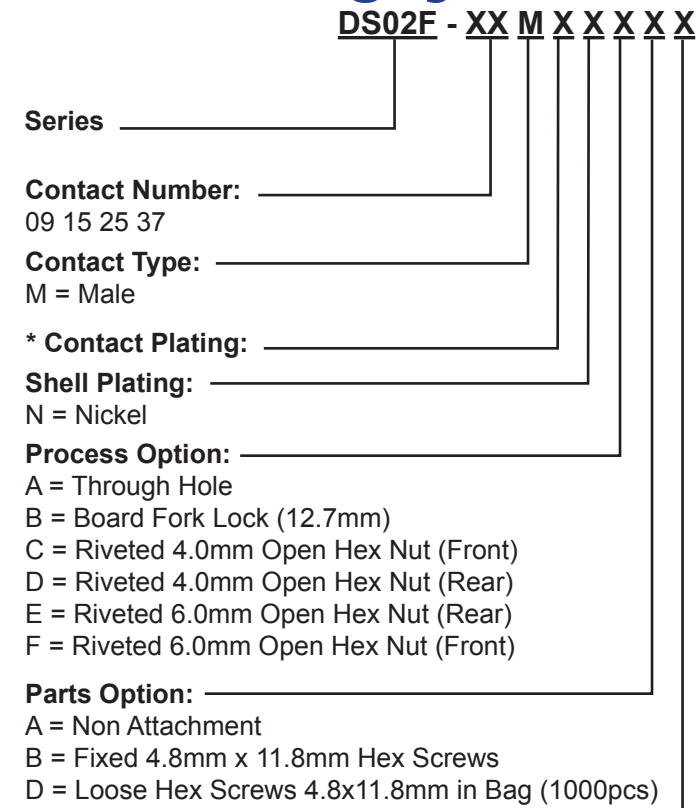 DS02F - XX M X X X X X
Series
Contact Number:
09 15 25 37
Contact Type:
M = Male
* Contact Plating:
Shell Plating:
N = Nickel
Process Option:
A = Through Hole
B = Board Fork Lock (12.7mm)
C = Riveted 4.0mm Open Hex Nut (Front)
D = Riveted 4.0mm Open Hex Nut (Rear)
E = Riveted 6.0mm Open Hex Nut (Rear)
F = Riveted 6.0mm Open Hex Nut (Front)
Parts Option:
A = Non Attachment
B = Fixed 4.8mm x 11.8mm Hex Screws
D = Loose Hex Screws 4.8x11.8mm in Bag (1000pcs)